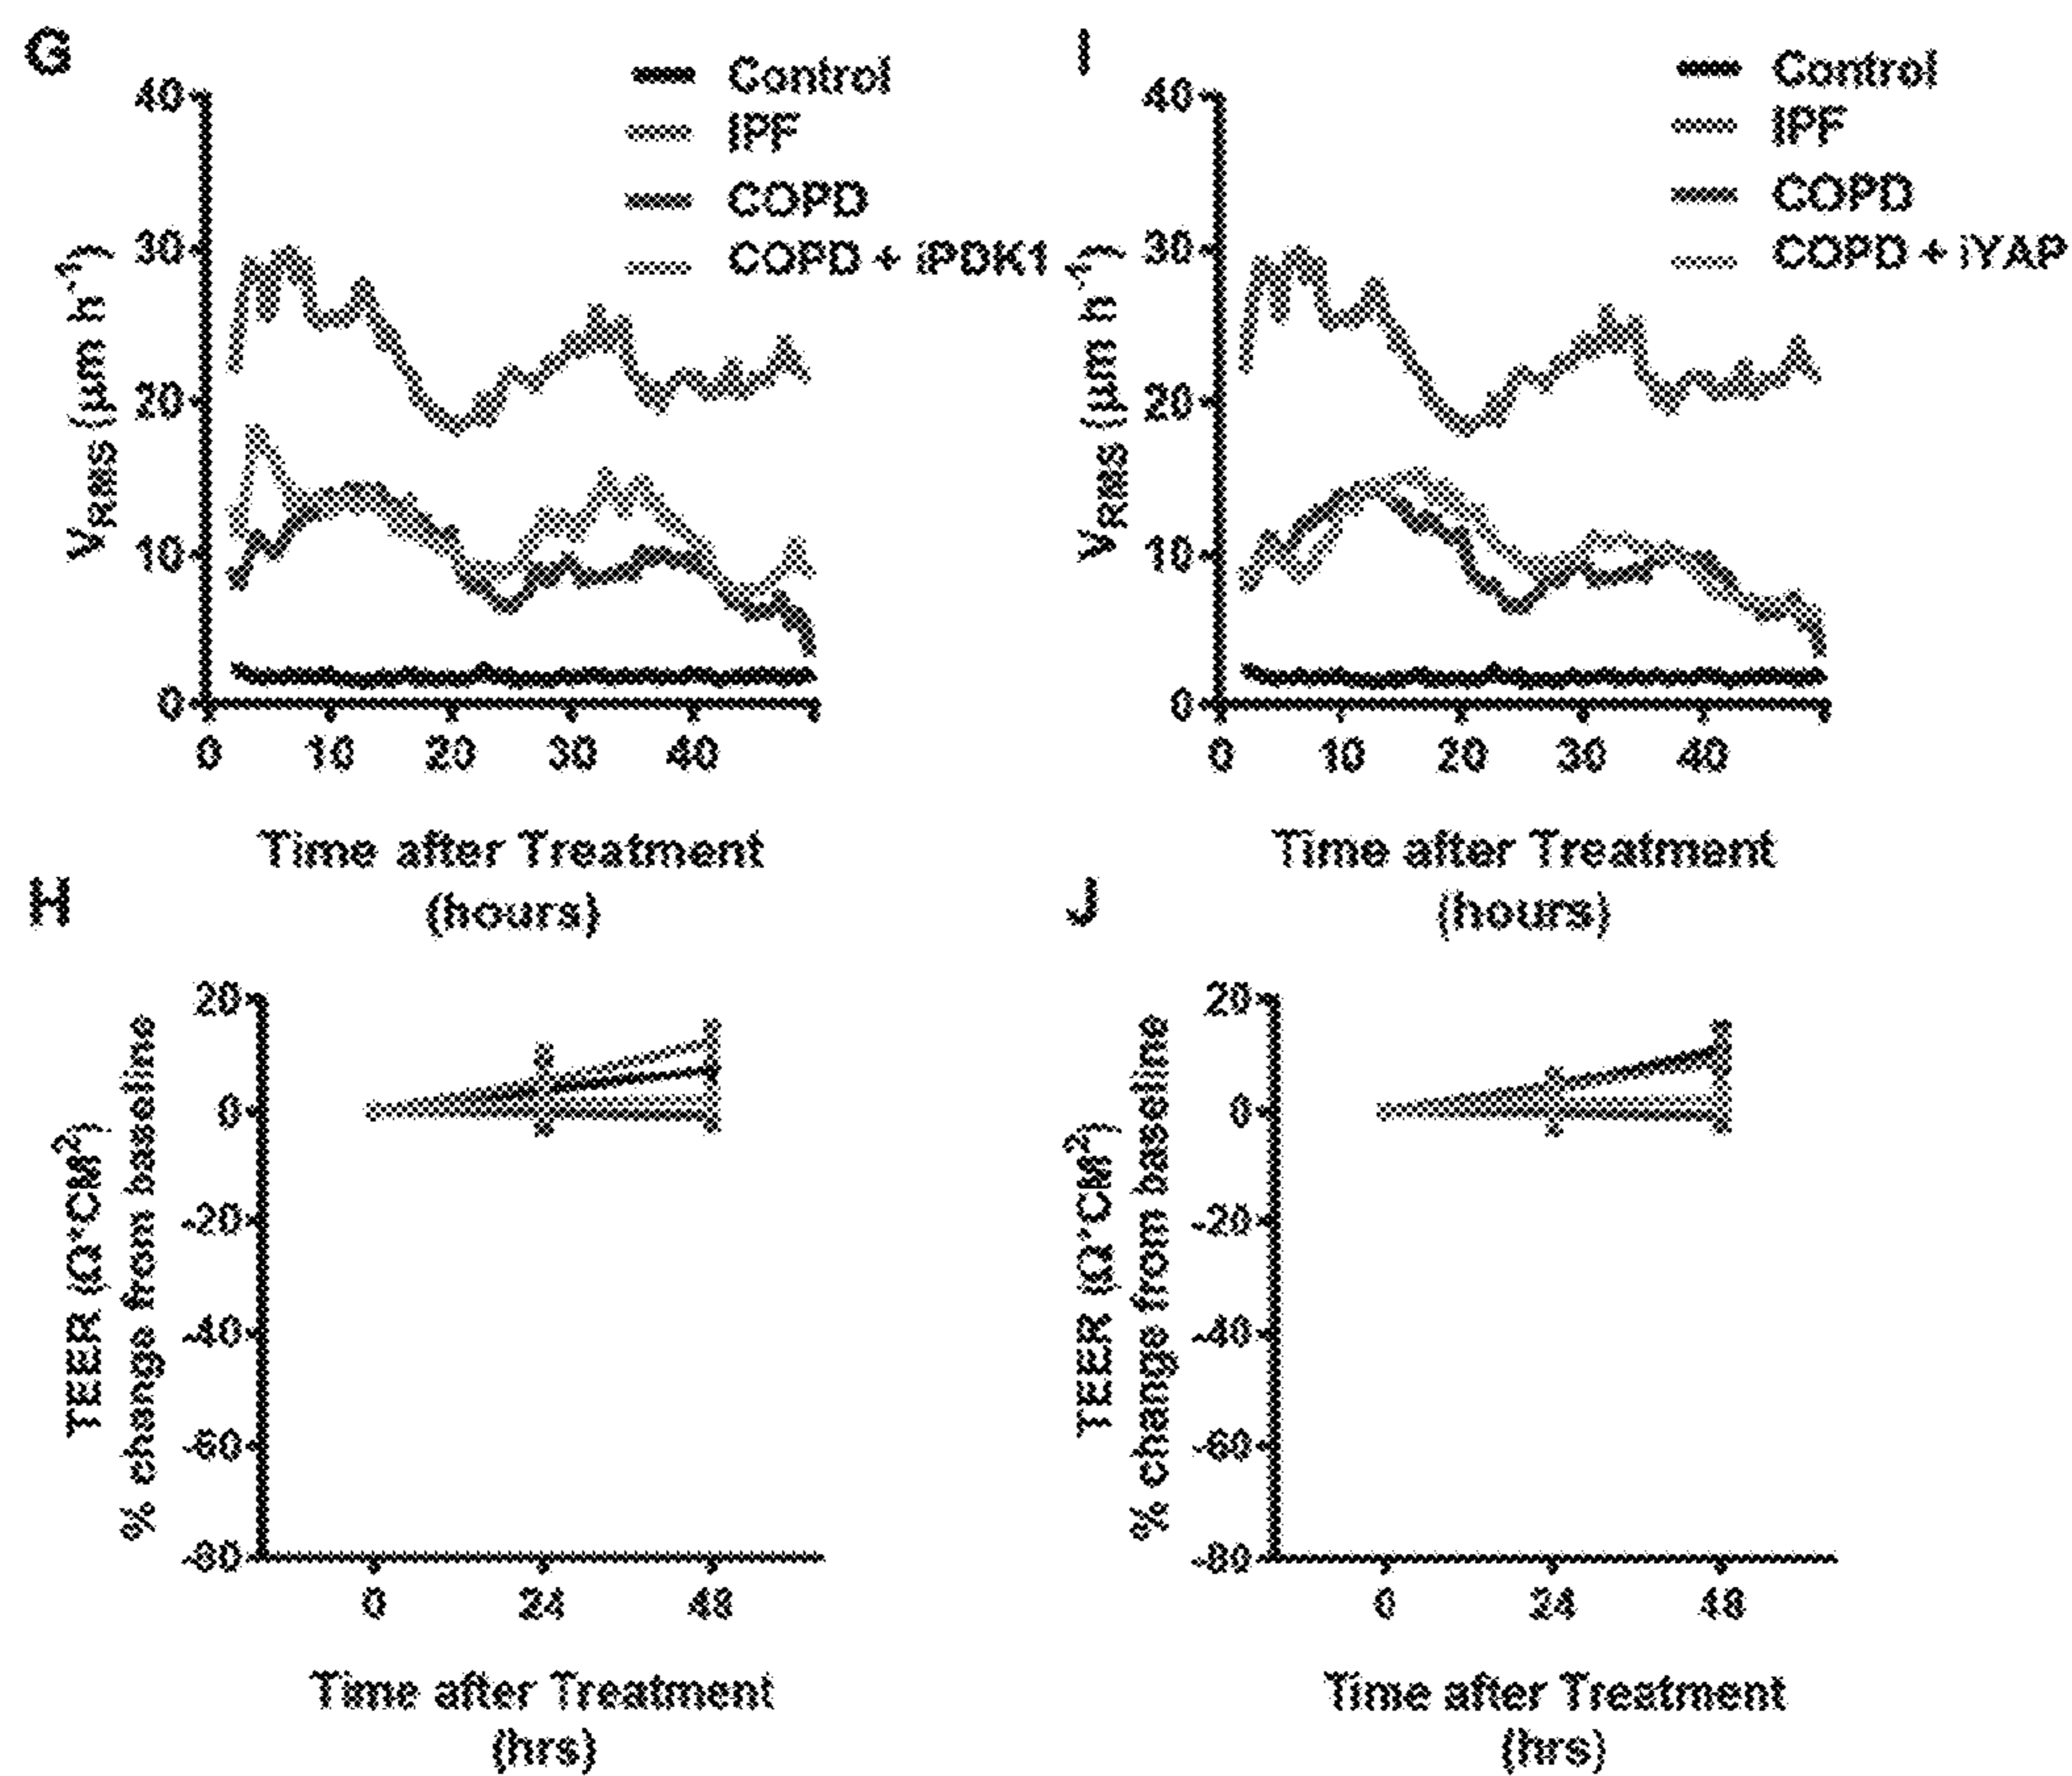 G
Control
IPF
COPD
COPD + iPDK1
40
30
20
10
0
VRMS (µm h-1)
0 10 20 30 40
Time after Treatment
(hours)
I
Control
IPF
COPD
COPD + iYAP
40
30
20
10
0
VRMS (µm h-1)
0 10 20 30 40
Time after Treatment
(hours)
H
20
0
-20
-40
-60
-80
TEER (Ω*CM2)
% change from baseline
0 24 48
Time after Treatment
(hrs)
J
20
0
-20
-40
-60
-80
TEER (Ω*CM2)
% change from baseline
0 24 48
Time after Treatment
(hrs)